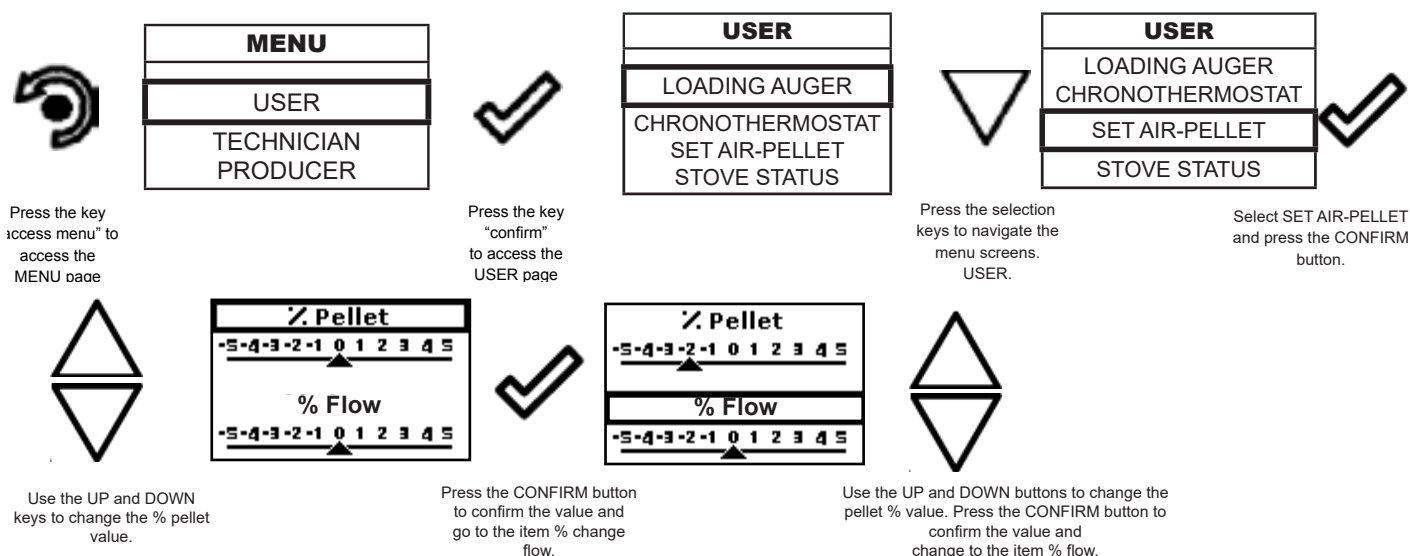 MENU
USER
TECHNICIAN
PRODUCER
USER
LOADING AUGER
CHRONOTHERMOSTAT
SET AIR-PELLET
STOVE STATUS
USER
LOADING AUGER
CHRONOTHERMOSTAT
SET AIR-PELLET
STOVE STATUS
Press the key
access menu” to
access the
MENU page
Press the key
“confirm”
to access the
USER page
Press the selection
keys to navigate the
menu screens.
USER.
Select SET AIR-PELLET
and press the CONFIRM
button.
% Pellet
-5-4-3-2-1 0 1 2 3 4 5
% Flow
-5-4-3-2-1 0 1 2 3 4 5
% Pellet
-5-4-3-2-1 0 1 2 3 4 5
% Flow
-5-4-3-2-1 0 1 2 3 4 5
Use the UP and DOWN
keys to change the % pellet
value.
Press the CONFIRM button
to confirm the value and
go to the item % change
flow.
Use the UP and DOWN buttons to change the
pellet % value. Press the CONFIRM button to
confirm the value and
change to the item % flow.